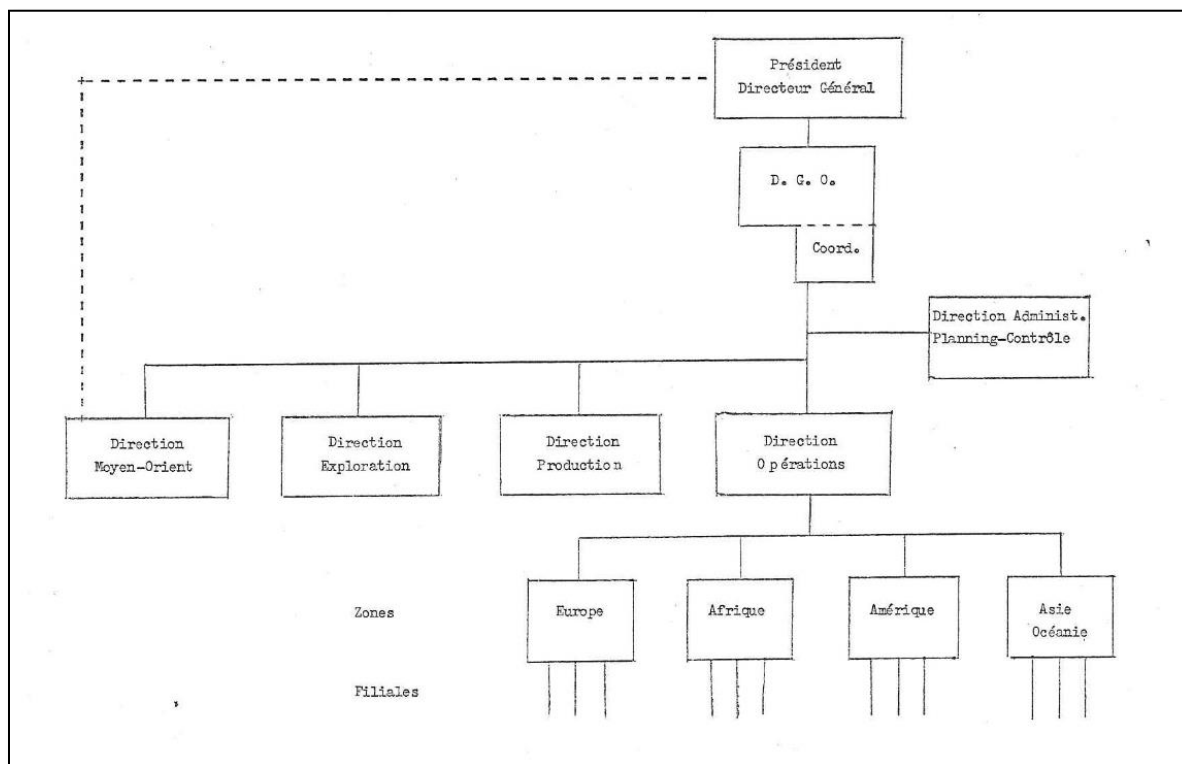 Président
Directeur Général
D. G. O.
Coord.
Direction Administ.
Planning-Contrôle
Direction
Moyen-Orient
Direction
Exploration
Direction
Production
Direction
Opérations
Zones
Europe
Afrique
Amérique
Asie
Océanie
Filiales